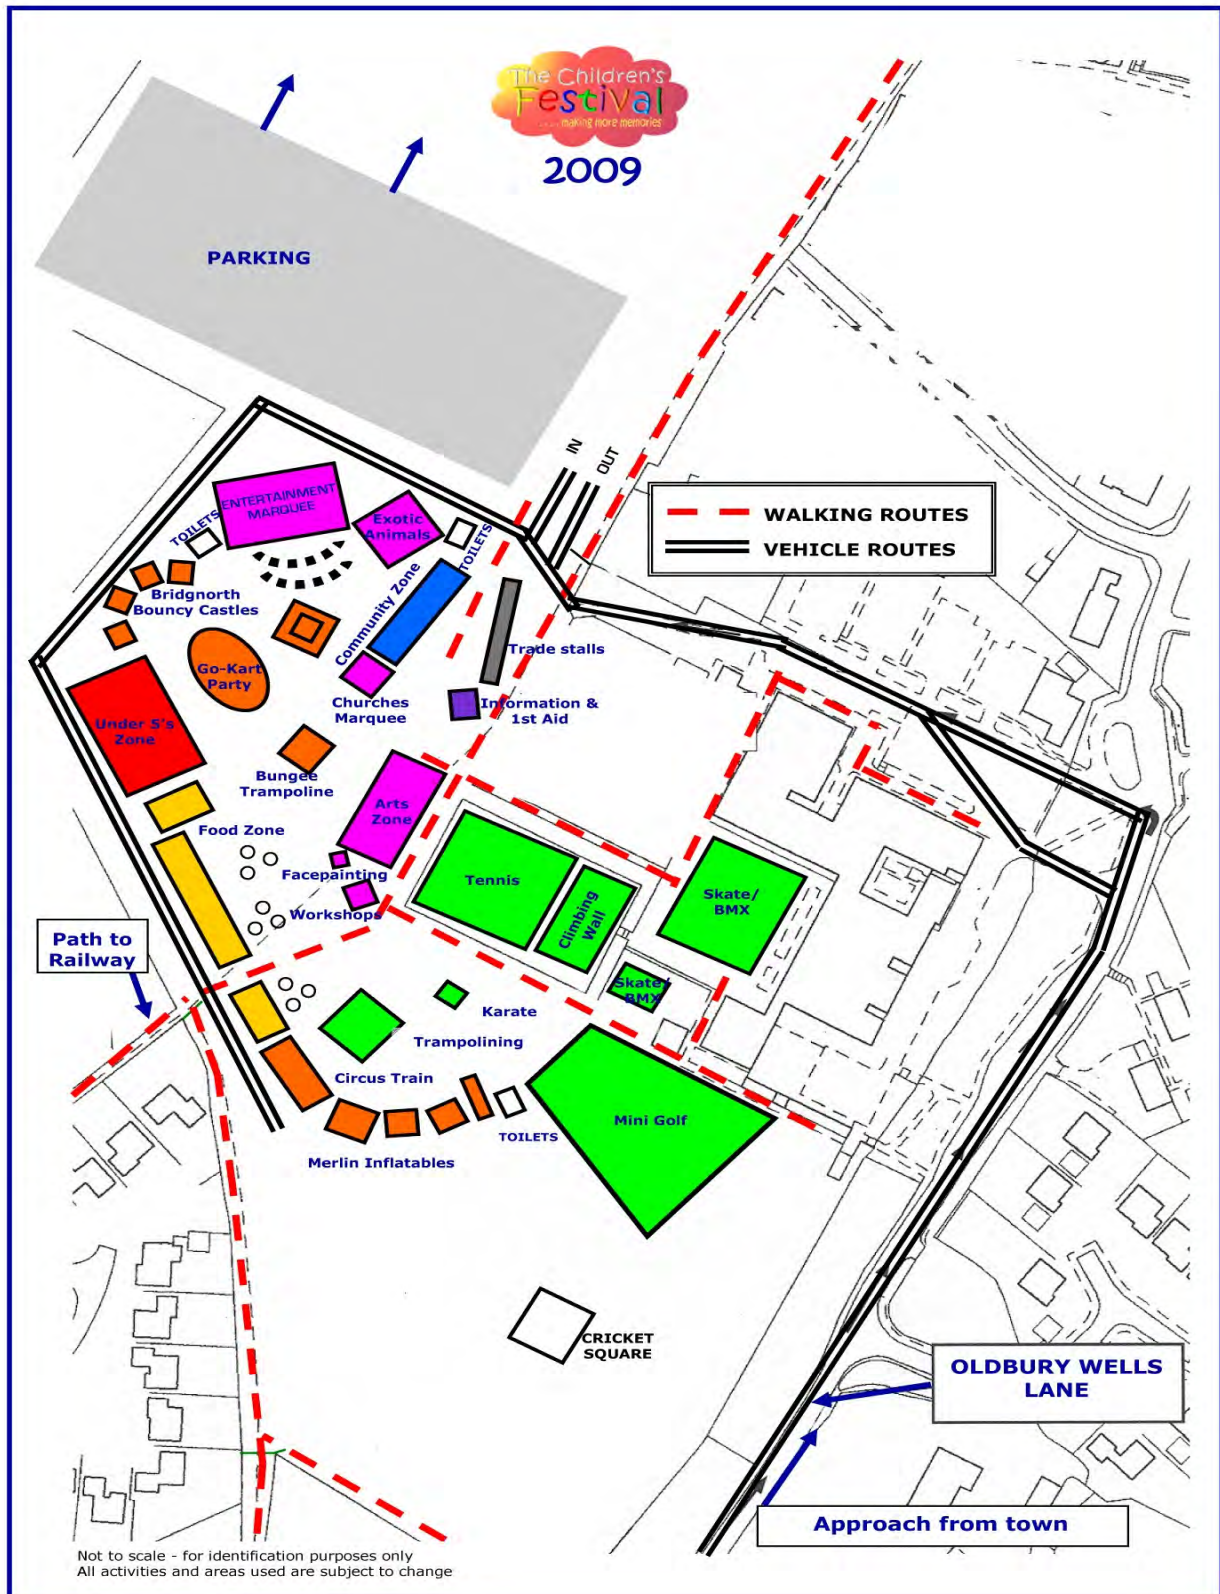 The Children's
Festival
making more memories
2009
PARKING
IN
OUT
WALKING ROUTES
VEHICLE ROUTES
ENTERTAINMENT
MARQUEE
TOILETS
Exotic
Animals
TOILETS
Bridgnorth
Bouncy Castles
Community Zone
Trade stalls
Go-Kart
Party
Churches
Marquee
Information &
1st Aid
Under 5's
Zone
Bungee
Trampoline
Arts
Zone
Food Zone
Facepainting
Workshops
Tennis
Climbing
Wall
Skate/
BMX
Path to
Railway
Skate/
BMX
Karate
Trampolining
Circus Train
Mini Golf
TOILETS
Merlin Inflatables
CRICKET
SQUARE
OLDBURY WELLS
LANE
Approach from town
Not to scale - for identification purposes only
All activities and areas used are subject to change